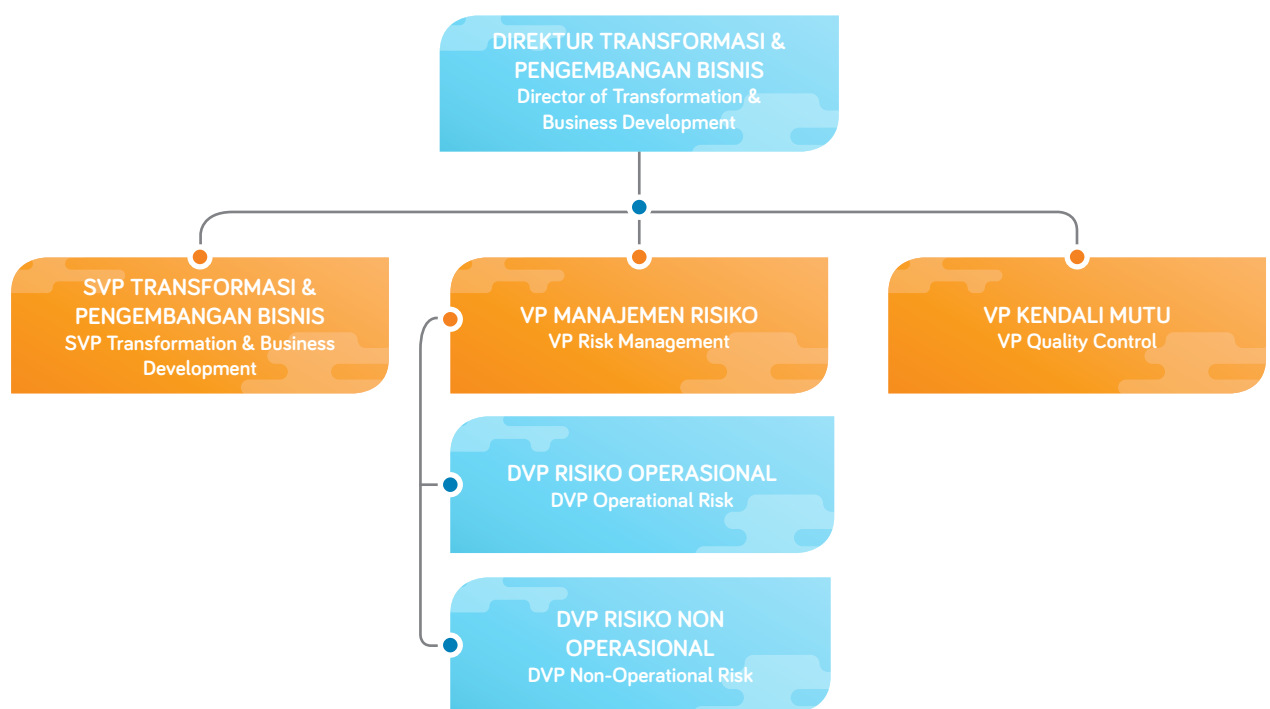 DIREKTUR TRANSFORMASI &
PENGEMBANGAN BISNIS
Director of Transformation &
Business Development
SVP TRANSFORMASI &
PENGEMBANGAN BISNIS
SVP Transformation & Business
Development
VP MANAJEMEN RISIKO
VP Risk Management
VP KENDALI MUTU
VP Quality Control
DVP RISIKO OPERASIONAL
DVP Operational Risk
DVP RISIKO NON
OPERASIONAL
DVP Non-Operational Risk